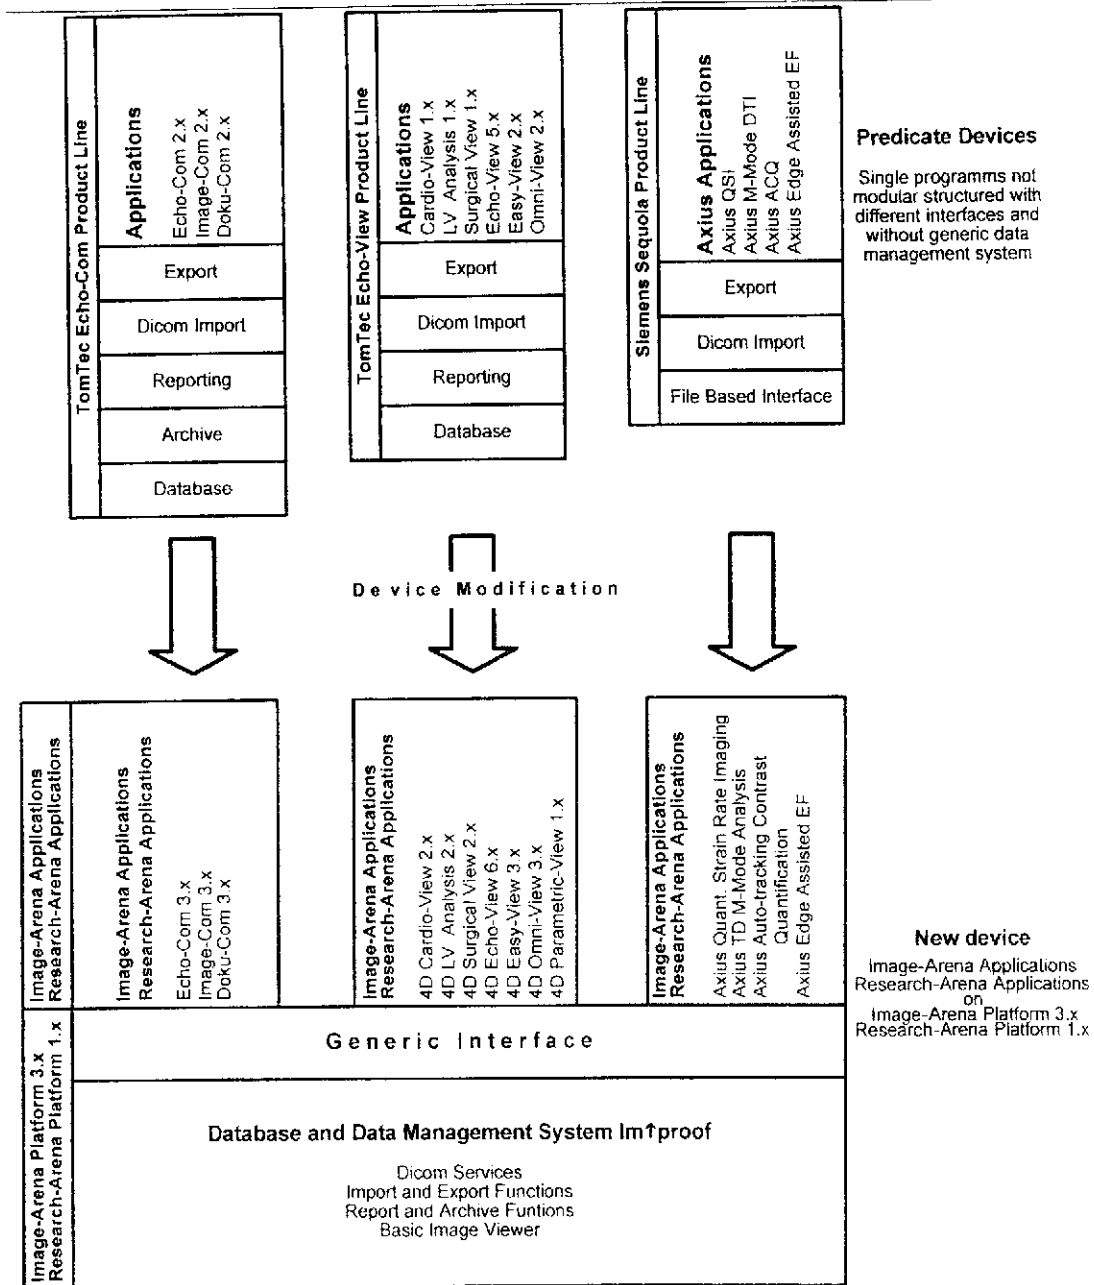 TomTec Echo-Com Product Line
Applications
Echo-Com 2.x
Image-Com 2.x
Doku-Com 2.x
Export
Dicom Import
Reporting
Archive
Database
TomTec Echo-View Product Line
Applications
Cardio-View 1.x
LV Analysis 1.x
Surgical View 1.x
Echo-View 5.x
Easy-View 2.x
Omni-View 2.x
Export
Dicom Import
Reporting
Database
Siemens Sequola Product Line
Axius Applications
Axius QSI
Axius M-Mode DTI
Axius ACQ
Axius Edge Assisted EF
Export
Dicom Import
File Based Interface
Predicate Devices
Single programms not
modular structured with
different interfaces and
without generic data
management system
Device Modification
Image-Arena Applications
Research-Arena Applications
Image-Arena Applications
Research-Arena Applications
Echo-Com 3.x
Image-Com 3.x
Doku-Com 3.x
Image-Arena Applications
Research-Arena Applications
4D Cardio-View 2.x
4D LV Analysis 2.x
4D Surgical View 2.x
4D Echo-View 6.x
4D Easy-View 3.x
4D Omni-View 3.x
4D Parametric-View 1.x
Image-Arena Applications
Research-Arena Applications
Axius Quant. Strain Rate Imaging
Axius TD M-Mode Analysis
Axius Auto-tracking Contrast
Quantification
Axius Edge Assisted EF
New device
Image-Arena Applications
Research-Arena Applications
on
Image-Arena Platform 3.x
Research-Arena Platform 1.x
Image-Arena Platform 3.x
Research-Arena Platform 1.x
Generic Interface
Database and Data Management System Im↑proof
Dicom Services
Import and Export Functions
Report and Archive Funtions
Basic Image Viewer